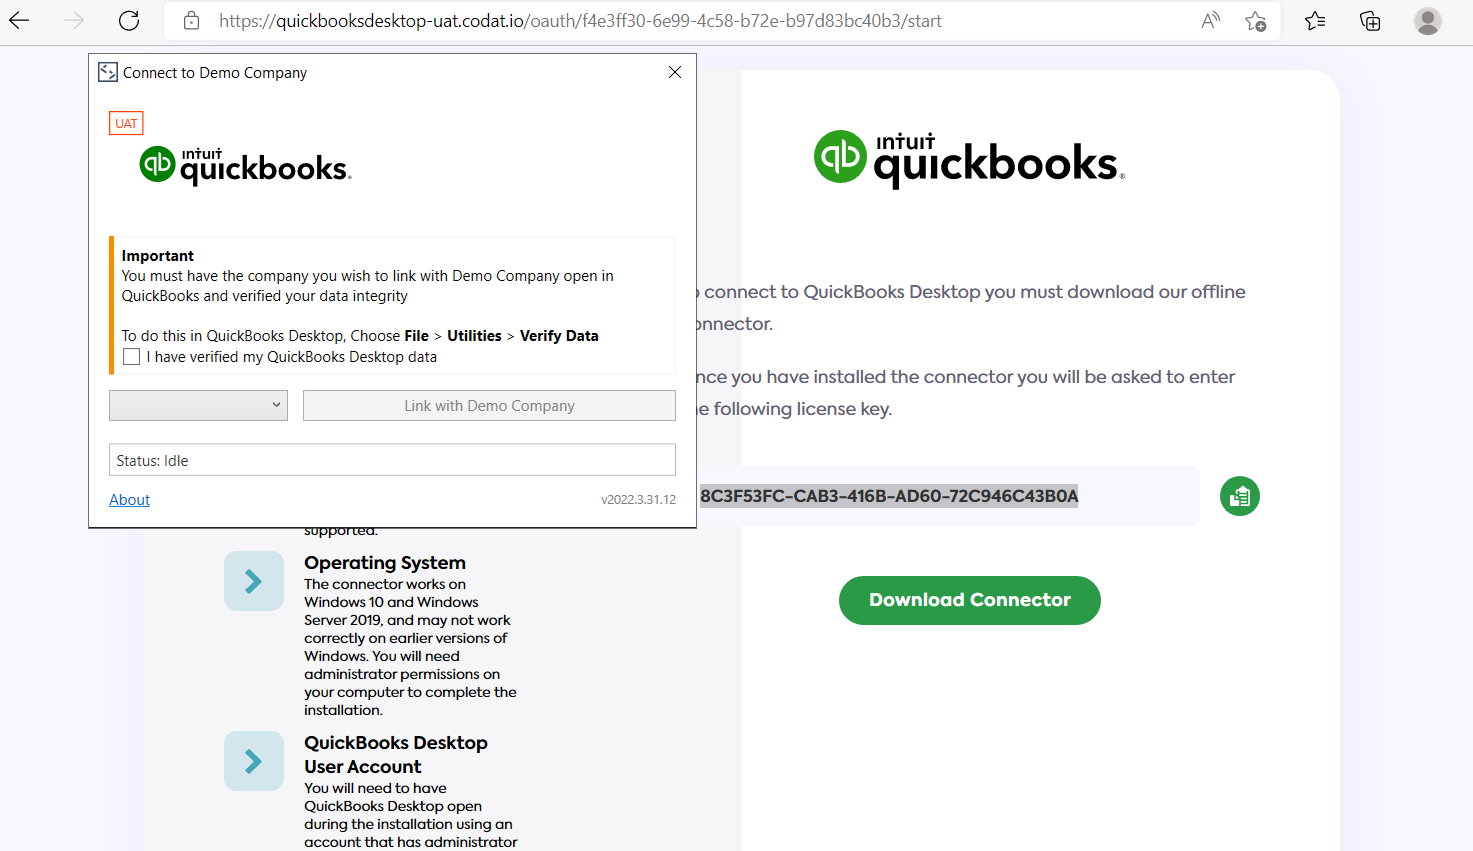 https://quickbooksdesktop-uat.codat.io/oauth/f4e3ff30-6e99-4c58-b72e-b97d83bc40b3/start
Connect to Demo Company
UAT
intuit
quickbooks.
Important
You must have the company you wish to link with Demo Company open in
QuickBooks and verified your data integrity
To do this in QuickBooks Desktop, Choose File > Utilities > Verify Data
I have verified my QuickBooks Desktop data
Link with Demo Company
Status: Idle
About
v2022.3.31.12
supported.
Operating System
The connector works on
Windows 10 and Windows
Server 2019, and may not work
correctly on earlier versions of
Windows. You will need
administrator permissions on
your computer to complete the
installation.
QuickBooks Desktop
User Account
You will need to have
QuickBooks Desktop open
during the installation using an
account that has administrator
intuit
quickbooks®
connect to QuickBooks Desktop you must download our offline
onnector.
nce you have installed the connector you will be asked to enter
e following license key.
8C3F53FC-CAB3-416B-AD60-72C946C43B0A
Download Connector